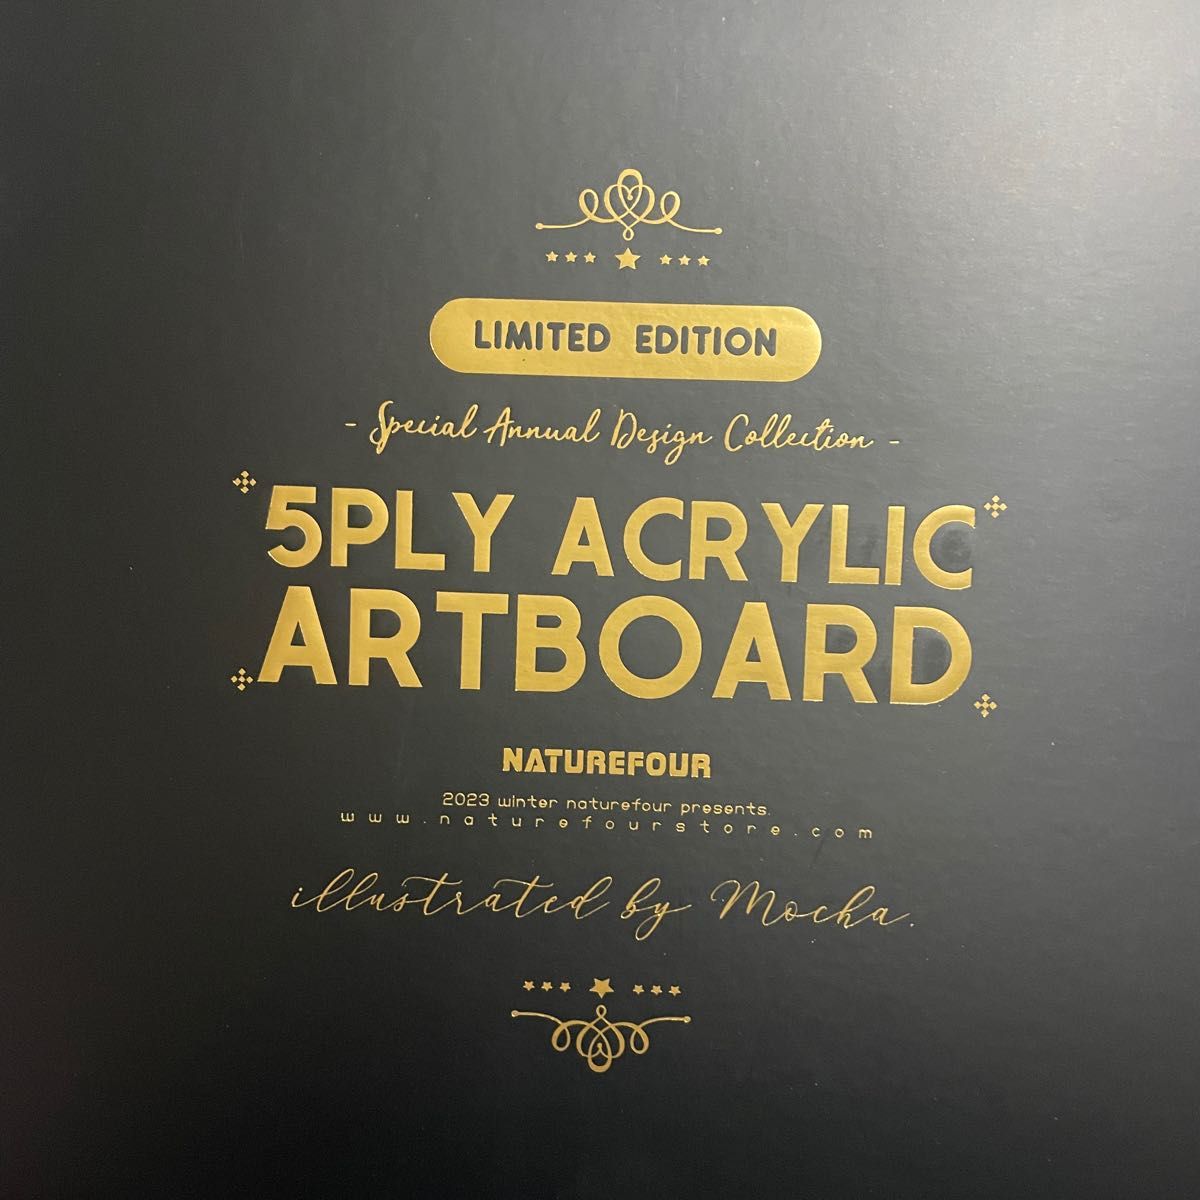 LIMITED EDITION
- Special Annual Design Collection -
5PLY ACRYLIC
ARTBOARD
NATUREFOUR
2023 winter naturefour presents.
www.naturefourstore.com
illustrated by Mocha.